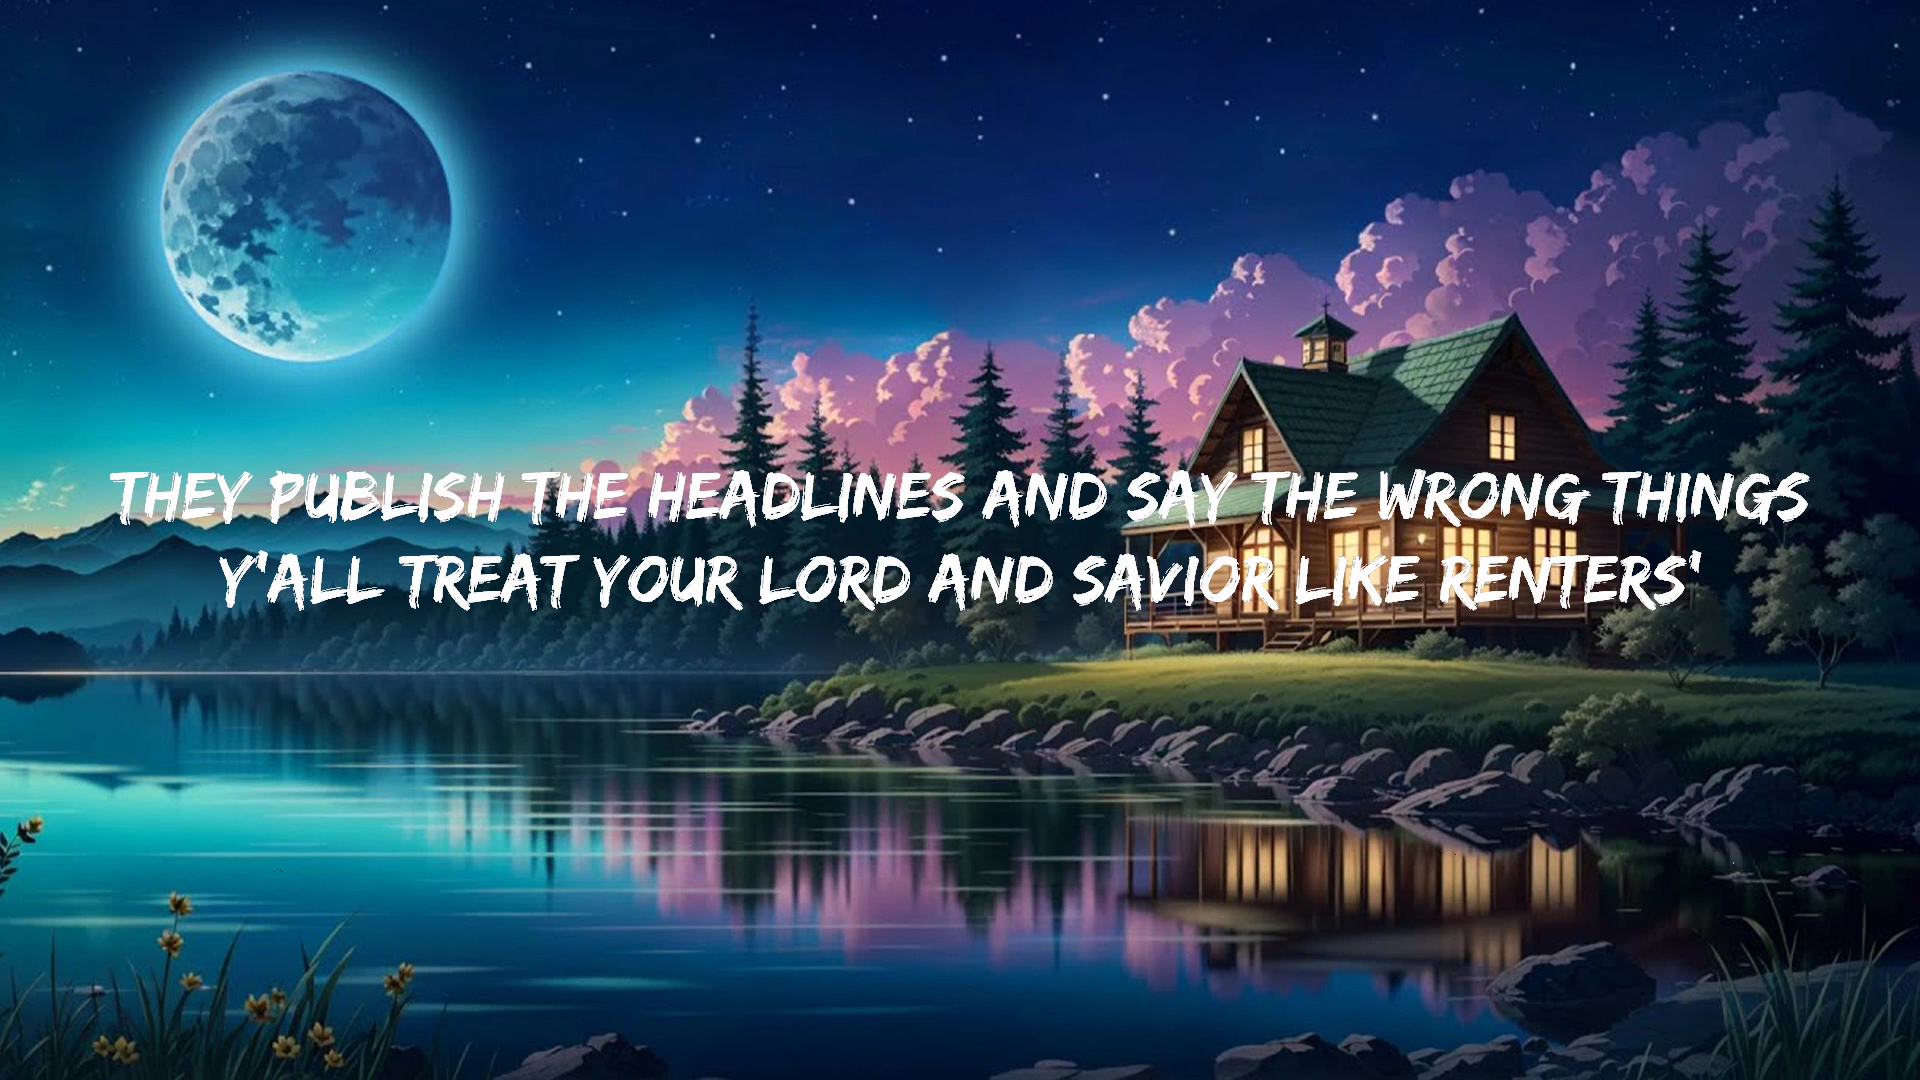 THEY PUBLISH THE HEADLINES AND SAY THE WRONG THINGS
Y'ALL TREAT YOUR LORD AND SAVIOR LIKE RENTERS'